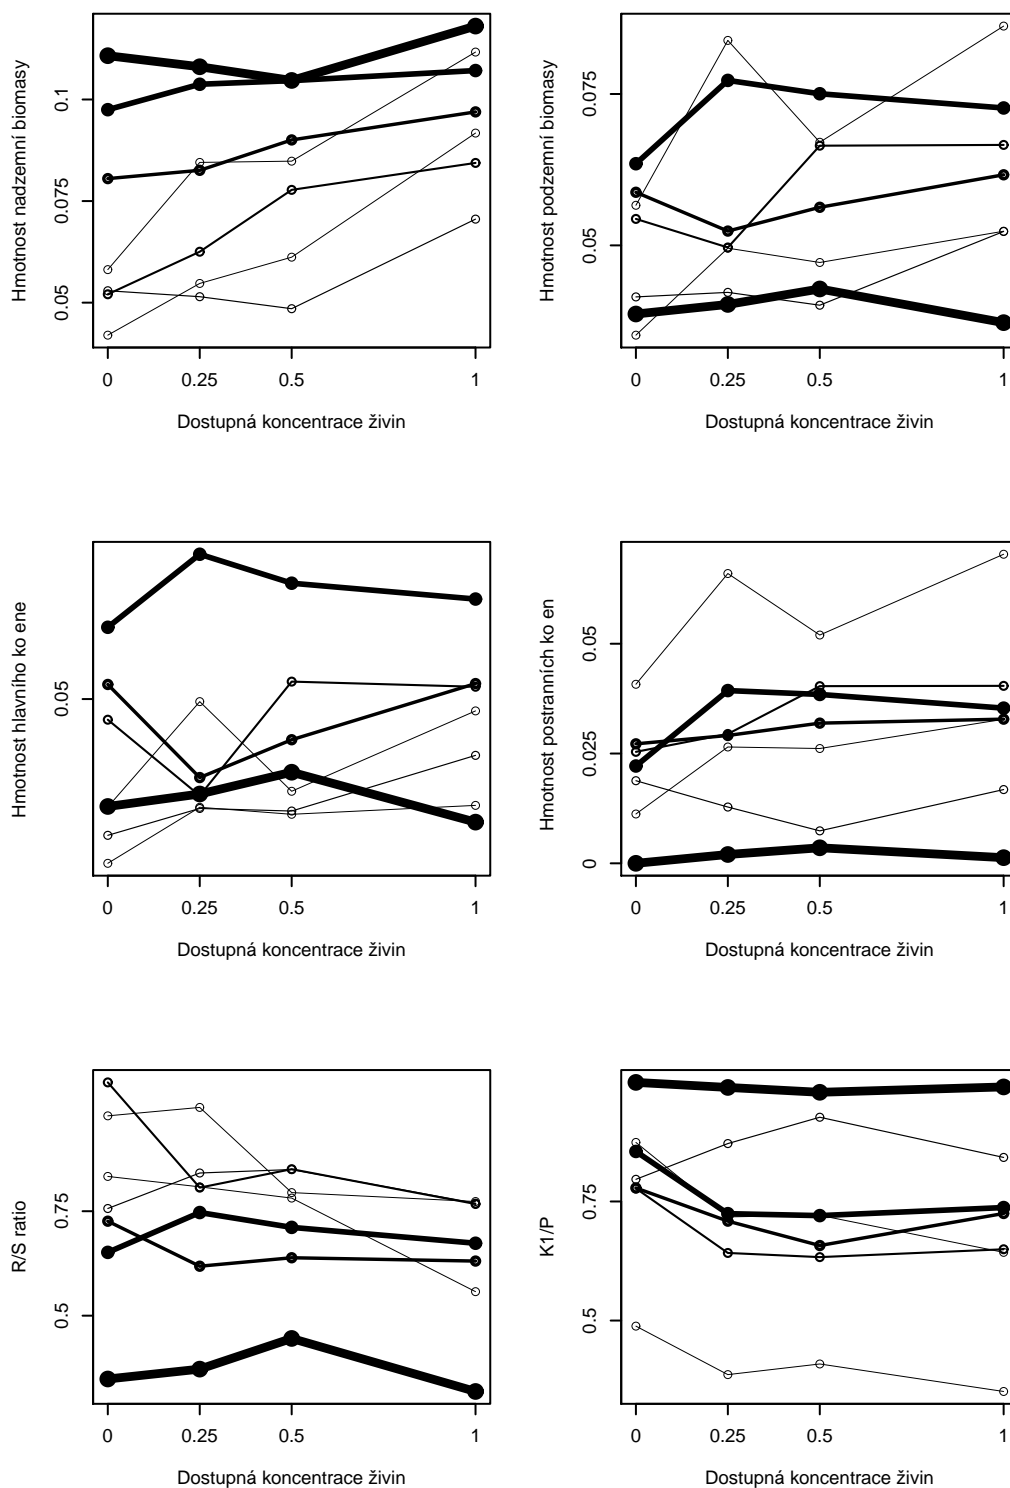 Hmotnost nadzemní biomasy
0.1
0.075
0.05
0 0.25 0.5 1
Dostupná koncentrace živin
Hmotnost podzemní biomasy
0.075
0.05
0 0.25 0.5 1
Dostupná koncentrace živin
Hmotnost hlavního ko ene
0.05
0 0.25 0.5 1
Dostupná koncentrace živin
Hmotnost postranních ko en
0.05
0.025
0
0 0.25 0.5 1
Dostupná koncentrace živin
R/S ratio
0.75
0.5
0 0.25 0.5 1
Dostupná koncentrace živin
K1/P
0.75
0.5
0 0.25 0.5 1
Dostupná koncentrace živin